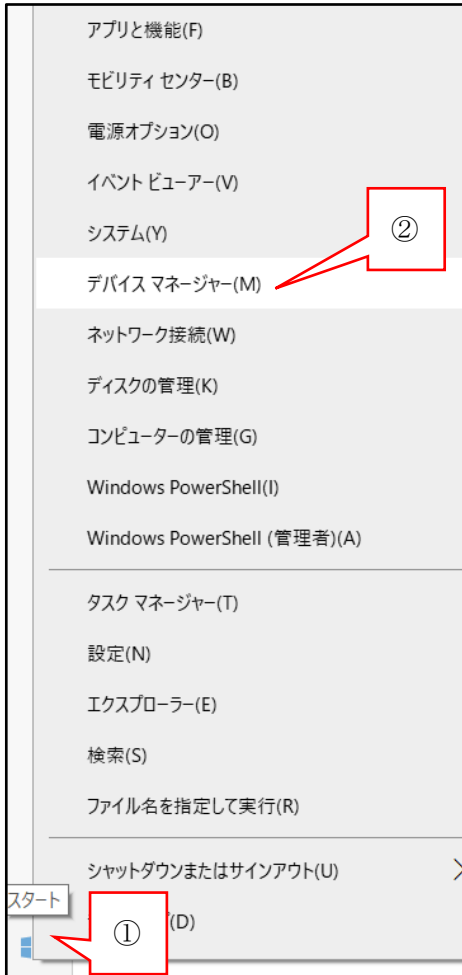 アプリと機能(F)
モビリティ センター(B)
電源オプション(O)
イベント ビューアー(V)
システム(Y)
②
デバイス マネージャー(M)
ネットワーク接続(W)
ディスクの管理(K)
コンピューターの管理(G)
Windows PowerShell(I)
Windows PowerShell (管理者)(A)
タスク マネージャー(T)
設定(N)
エクスプローラー(E)
検索(S)
ファイル名を指定して実行(R)
シャットダウンまたはサインアウト(U)
スタート
①
(D)